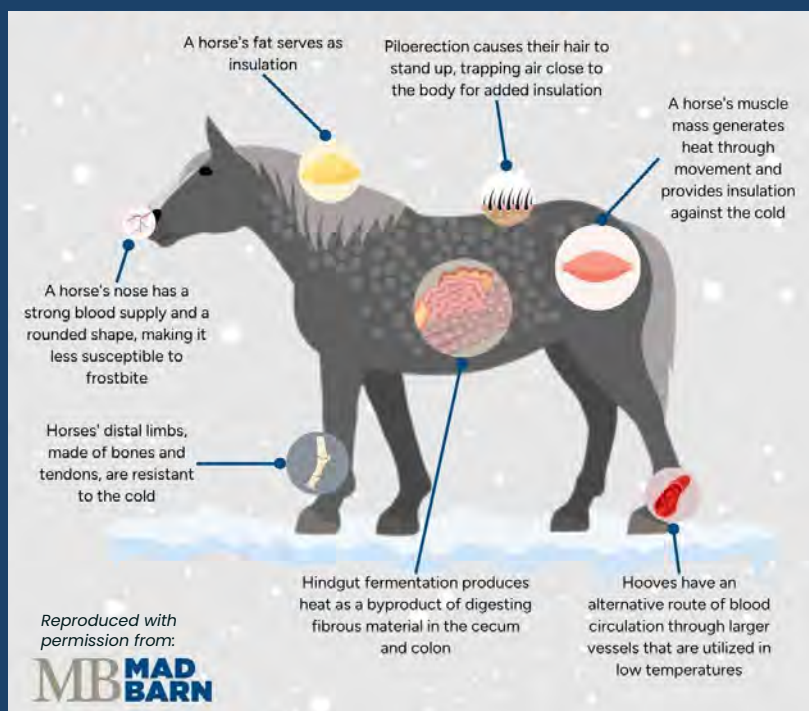 A horse's fat serves as
insulation
Piloerection causes their hair to
stand up, trapping air close to
the body for added insulation
A horse's muscle
mass generates
heat through
movement and
provides insulation
against the cold
A horse's nose has a
strong blood supply and a
rounded shape, making it
less susceptible to
frostbite
Horses' distal limbs,
made of bones and
tendons, are resistant
to the cold
Hindgut fermentation produces
heat as a byproduct of digesting
fibrous material in the cecum
and colon
Hooves have an
alternative route of blood
circulation through larger
vessels that are utilized in
low temperatures
Reproduced with
permission from:
MB MAD
BARN